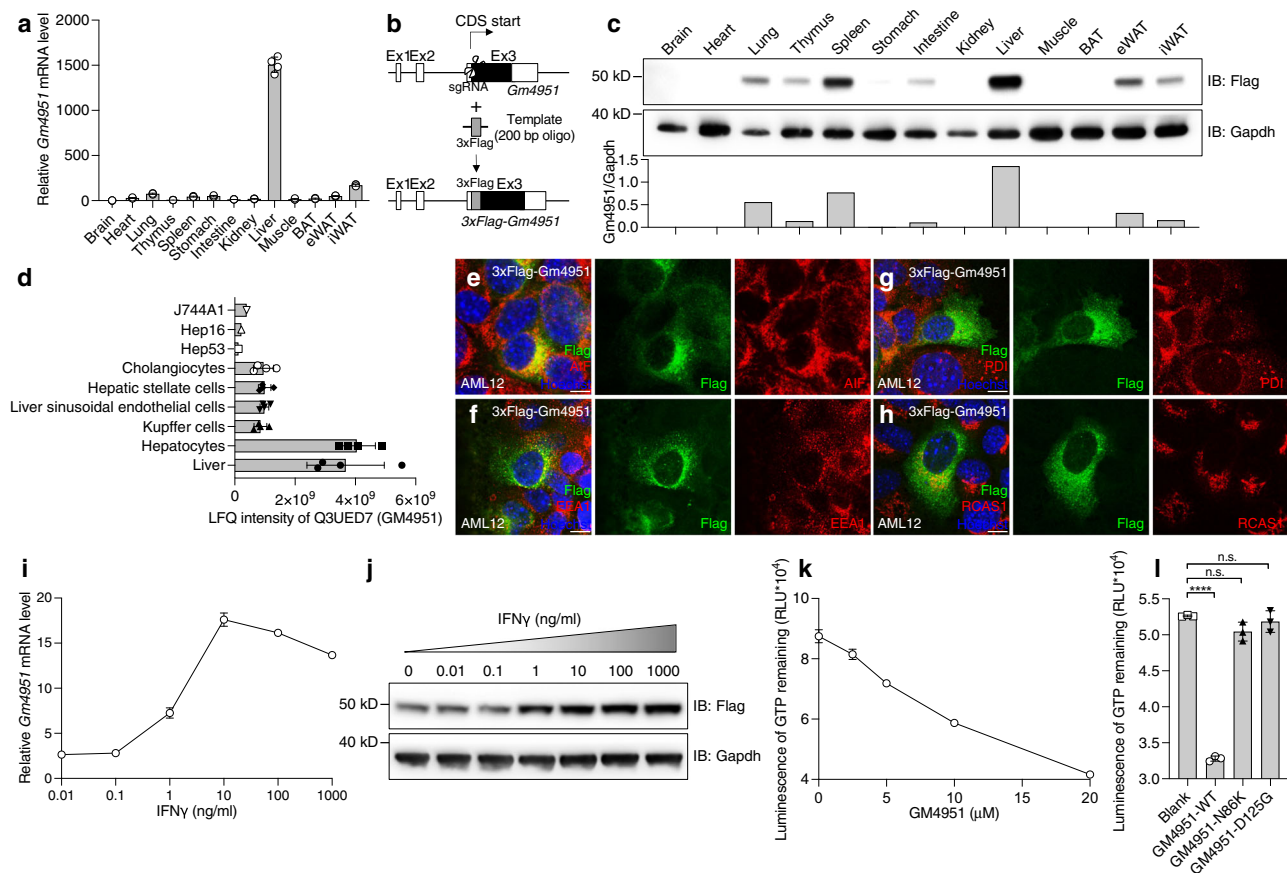 a
Relative Gm4951 mRNA level
2000
1500
1000
500
0
Brain
Heart
Lung
Thymus
Spleen
Stomach
Intestine
Kidney
Liver
Muscle
BAT
eWAT
iWAT
b
CDS start
Ex1 Ex2
Ex3
sgRNA
Gm4951
+
Template
(200 bp oligo)
3xFlag
Ex1 Ex2
3xFlag
Ex3
3xFlag-Gm4951
c
Brain
Heart
Lung
Thymus
Spleen
Stomach
Intestine
Kidney
Liver
Muscle
BAT
eWAT
iWAT
50 kD
IB: Flag
40 kD
IB: Gapdh
Gm4951/Gapdh
1.5
1.0
0.5
0.0
d
J744A1
Hep16
Hep53
Cholangiocytes
Hepatic stellate cells
Liver sinusoidal endothelial cells
Kupffer cells
Hepatocytes
Liver
0
2×10⁹
4×10⁹
6×10⁹
LFQ intensity of Q3UED7 (GM4951)
e
3xFlag-Gm4951
Flag
AIF
Hoechst
AML12
Flag
AIF
g
3xFlag-Gm4951
Flag
PDI
Hoechst
AML12
Flag
PDI
f
3xFlag-Gm4951
Flag
EEA1
Hoechst
AML12
Flag
EEA1
h
3xFlag-Gm4951
Flag
RCAS1
Hoechst
AML12
Flag
RCAS1
i
Relative Gm4951 mRNA level
20
15
10
5
0
0.01
0.1
1
10
100
1000
IFNγ (ng/ml)
j
IFNγ (ng/ml)
0 0.01 0.1 1 10 100 1000
50 kD
IB: Flag
40 kD
IB: Gapdh
k
Luminescence of GTP remaining (RLU*10⁴)
10
8
6
4
0
5
10
15
20
GM4951 (μM)
l
Luminescence of GTP remaining (RLU*10⁴)
n.s.
n.s.
****
5.5
5.0
4.5
4.0
3.5
3.0
Blank
GM4951-WT
GM4951-N86K
GM4951-D125G